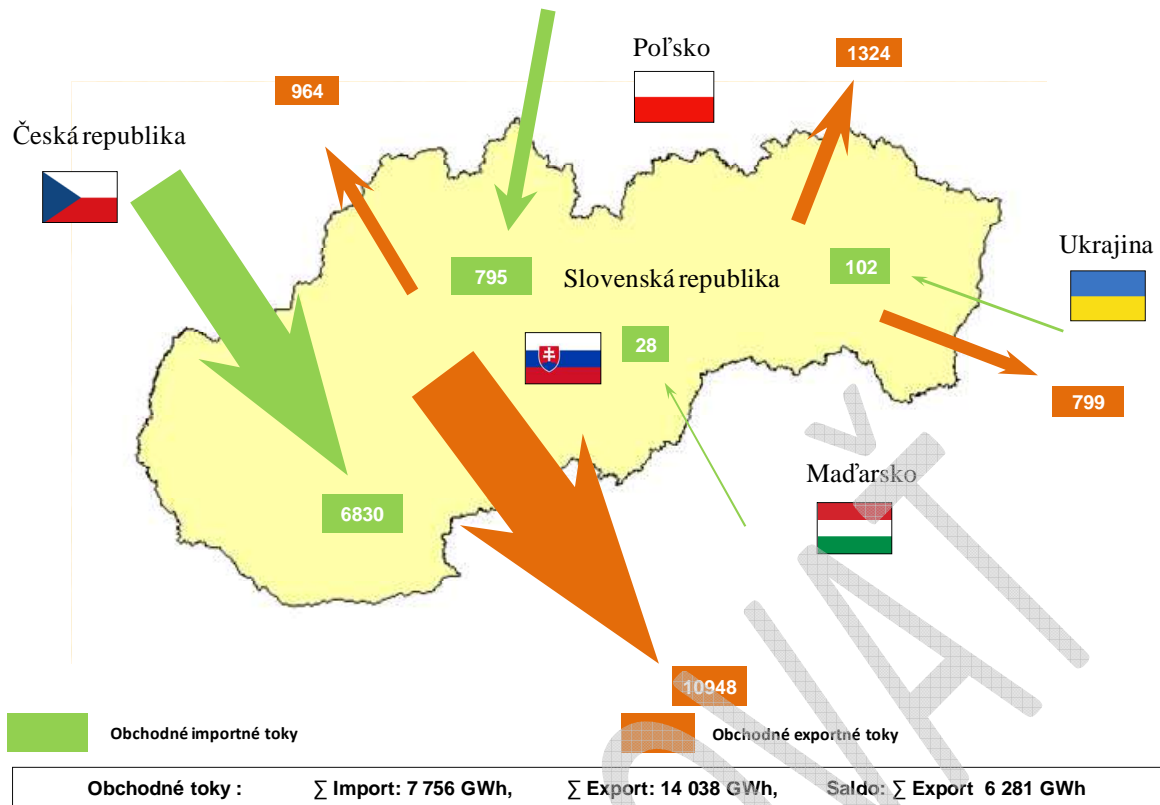 Poľsko
1324
964
Česká republika
Ukrajina
795
Slovenská republika
102
28
799
Maďarsko
6830
10948
Obchodné importné toky
Obchodné exportné toky
Obchodné toky : ∑ Import: 7 756 GWh, ∑ Export: 14 038 GWh, Saldo: ∑ Export 6 281 GWh